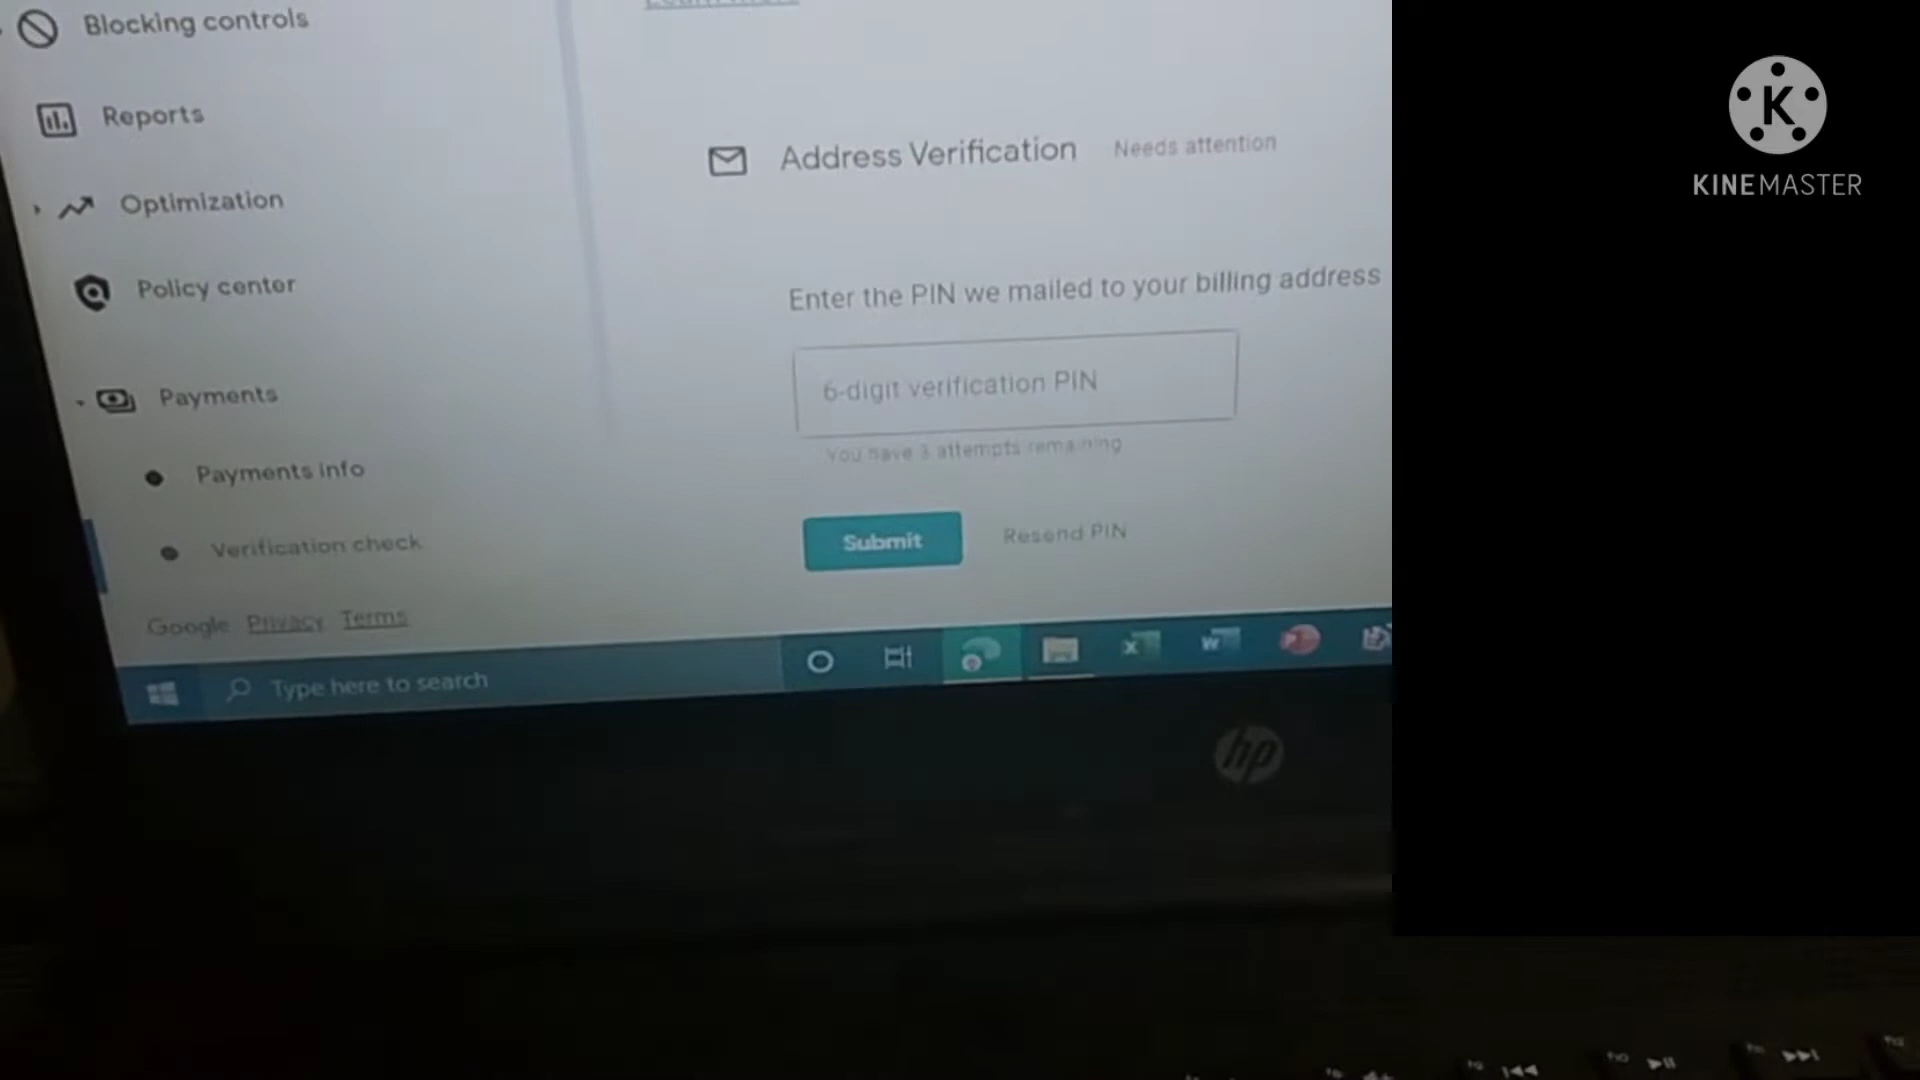 Blocking controls
Reports
Optimization
Policy center
Payments
Payments info
Verification check
Google Privacy Terms
Address Verification Needs attention
Enter the PIN we mailed to your billing address
6-digit verification PIN
You have 3 attempts remaining
Submit Resend PIN
Type here to search
hp
K
KINEMASTER